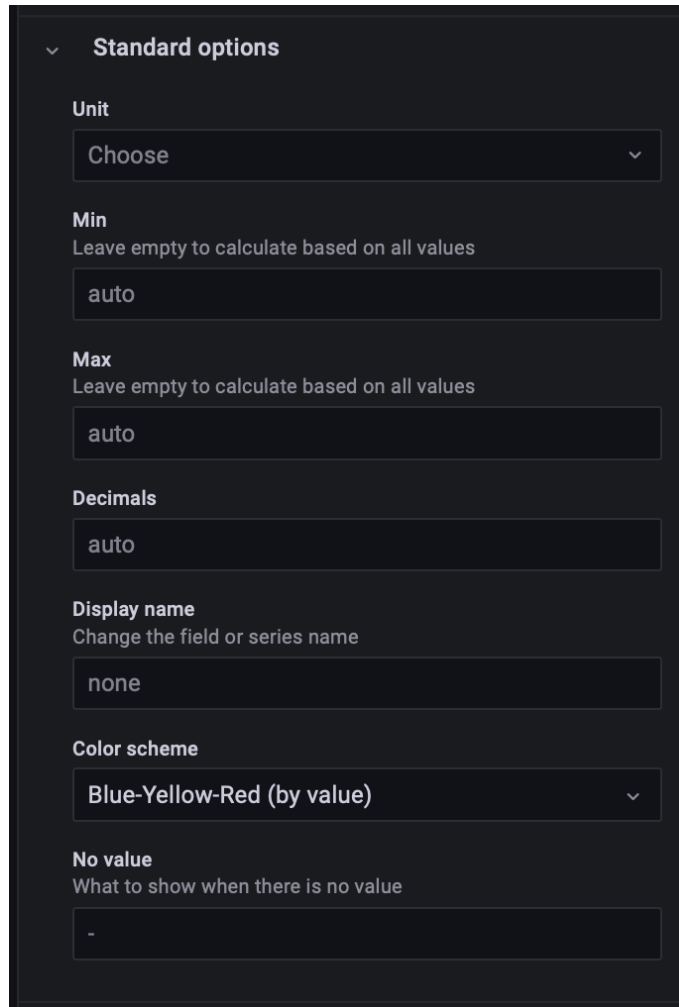 Standard options
Unit
Choose
Min
Leave empty to calculate based on all values
auto
Max
Leave empty to calculate based on all values
auto
Decimals
auto
Display name
Change the field or series name
none
Color scheme
Blue-Yellow-Red (by value)
No value
What to show when there is no value
-